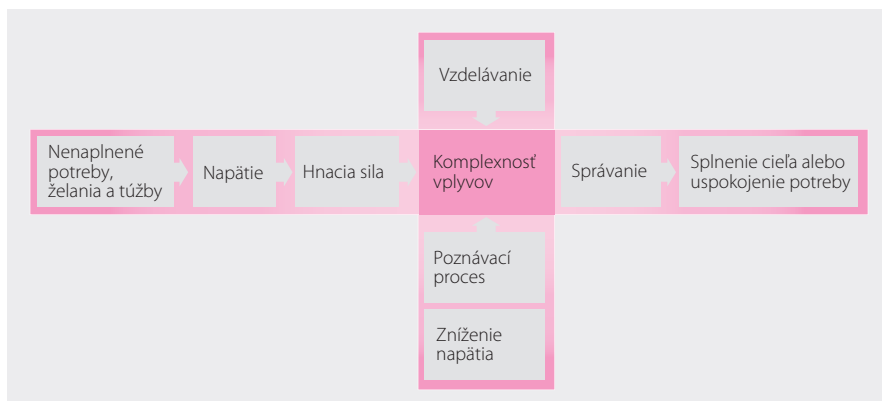 Vzdelávanie
Nenaplnené
potreby,
želania a túžby
Napätie
Hnacia sila
Komplexnosť
vplyvov
Správanie
Splnenie cieľa alebo
uspokojenie potreby
Poznávací
proces
Zníženie
napätia